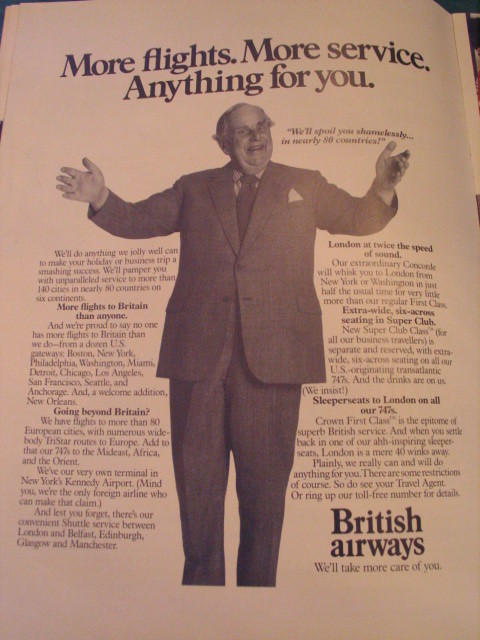 More flights. More service.
Anything for you.
"We'll spoil you shamelessly...
in nearly 80 countries!"
We'll do anything we jolly well can
to make your holiday or business trip a
smashing success. We'll pamper you
with unparalleled service to more than
140 cities in nearly 80 countries on
six continents.
More flights to Britain
than anyone.
And we're proud to say no one
has more flights to Britain than
we do—from a dozen U.S.
gateways: Boston, New York,
Philadelphia, Washington, Miami,
Detroit, Chicago, Los Angeles,
San Francisco, Seattle, and
Anchorage. And, a welcome addition,
New Orleans.
Going beyond Britain?
We have flights to more than 80
European cities, with numerous wide-
body TriStar routes to Europe. Add to
that our 747s to the Mideast, Africa,
and the Orient.
We've our very own terminal in
New York's Kennedy Airport. (Mind
you, we're the only foreign airline who
can make that claim.)
And lest you forget, there's our
convenient Shuttle service between
London and Belfast, Edinburgh,
Glasgow and Manchester.
London at twice the speed
of sound.
Our extraordinary Concorde
will whisk you to London from
New York or Washington in just
half the usual time for very little
more than our regular First Class.
Extra-wide, six-across
seating in Super Club.
New Super Club Class™ (for
all our business travellers) is
separate and reserved, with extra-
wide, six-across seating on all our
U.S.-originating transatlantic
747s. And the drinks are on us.
(We insist!)
Sleeperseats to London on all
our 747s.
Crown First Class™ is the epitome of
superb British service. And when you settle
back in one of our ahh-inspiring sleeper-
seats, London is a mere 40 winks away.
Plainly, we really can and will do
anything for you. There are some restrictions
of course. So do see your Travel Agent.
Or ring up our toll-free number for details.
British
airways
We'll take more care of you.